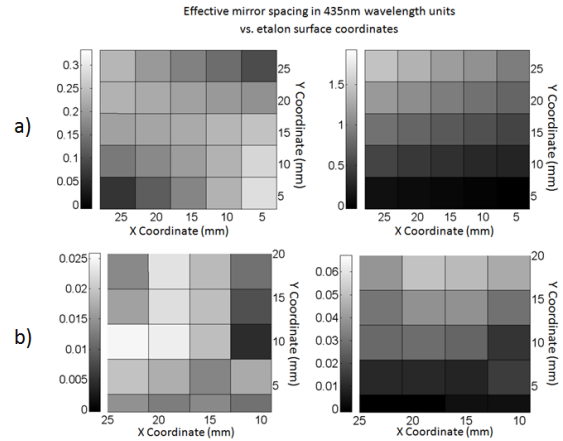 Effective mirror spacing in 435nm wavelength units
vs. etalon surface coordinates
a)
0.3
0.25
0.2
0.15
0.1
0.05
0
25
20
15
10
5
Y Coordinate (mm)
25 20 15 10 5
X Coordinate (mm)
1.5
1
0.5
0
25
20
15
10
5
Y Coordinate (mm)
25 20 15 10 5
X Coordinate (mm)
b)
0.025
0.02
0.015
0.01
0.005
0
20
15
10
5
Y Coordinate (mm)
25 20 15 10
X Coordinate (mm)
0.06
0.05
0.04
0.03
0.02
0.01
0
20
15
10
5
Y Coordinate (mm)
25 20 15 10
X Coordinate (mm)